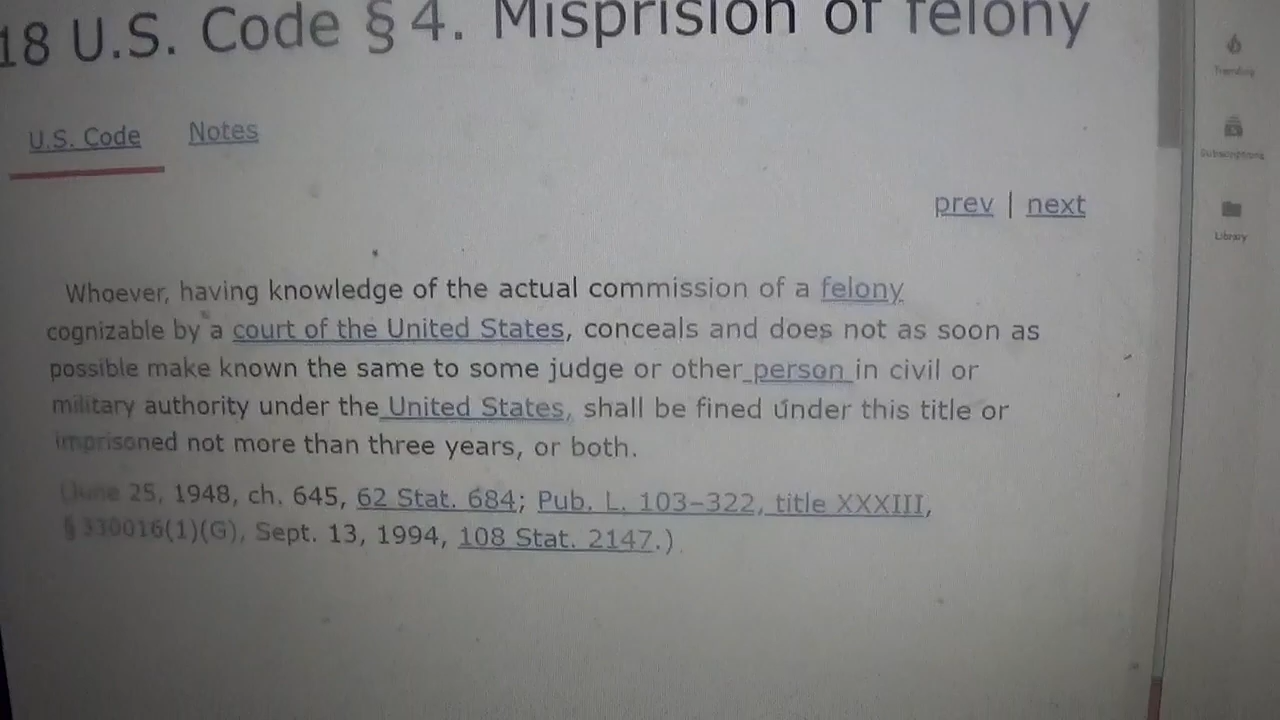 18 U.S. Code § 4. Misprision of felony
U.S. Code Notes
prev | next
Whoever, having knowledge of the actual commission of a felony
cognizable by a court of the United States, conceals and does not as soon as
possible make known the same to some judge or other person in civil or
military authority under the United States, shall be fined under this title or
imprisoned not more than three years, or both.
(June 25, 1948, ch. 645, 62 Stat. 684; Pub. L. 103–322, title XXXIII,
§ 330016(1)(G), Sept. 13, 1994, 108 Stat. 2147.)
Trending
Subscriptions
Library